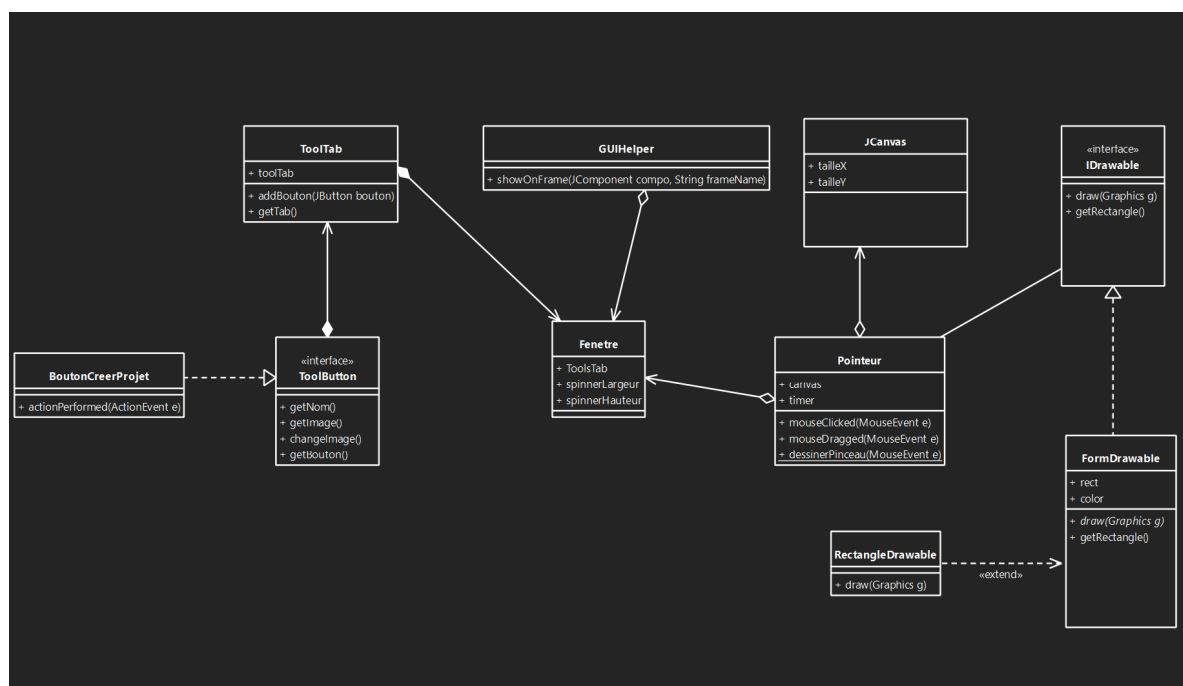 ToolTab
+ toolTab
+ addBouton(JButton bouton)
+ getTab()
GUIHelper
+ showOnFrame(JComponent compo, String frameName)
JCanvas
+ tailleX
+ tailleY
«interface»
IDrawable
+ draw(Graphics g)
+ getRectangle()
BoutonCreerProjet
+ actionPerformed(ActionEvent e)
«interface»
ToolButton
+ getNom()
+ getImage()
+ changeImage()
+ getBouton()
Fenetre
+ ToolsTab
+ spinnerLargeur
+ spinnerHauteur
Pointeur
+ canvas
+ timer
+ mouseClicked(MouseEvent e)
+ mouseDragged(MouseEvent e)
+ dessinerPinceau(MouseEvent e)
FormDrawable
+ rect
+ color
+ draw(Graphics g)
+ getRectangle()
RectangleDrawable
+ draw(Graphics g)
«extend»